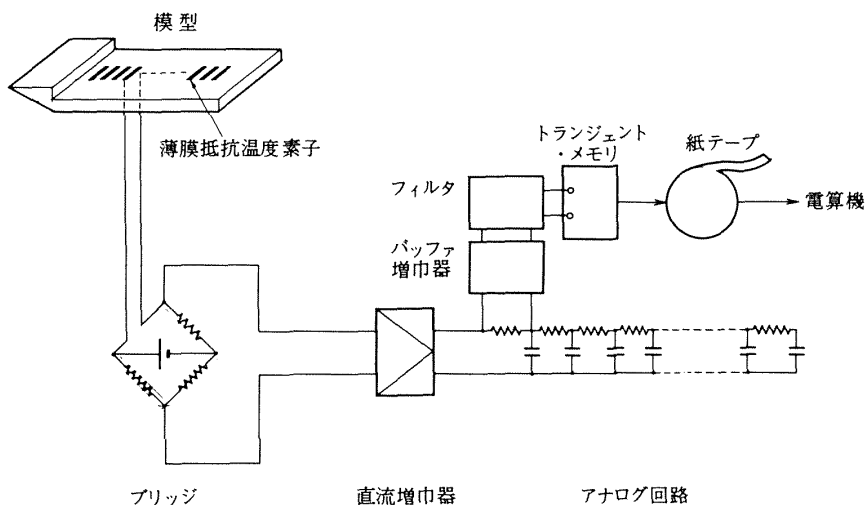 模型
薄膜抵抗温度素子
トランジェント
・メモリ
紙テープ
フィルタ
電算機
バッファ
増巾器
ブリッジ
直流増巾器
アナログ回路